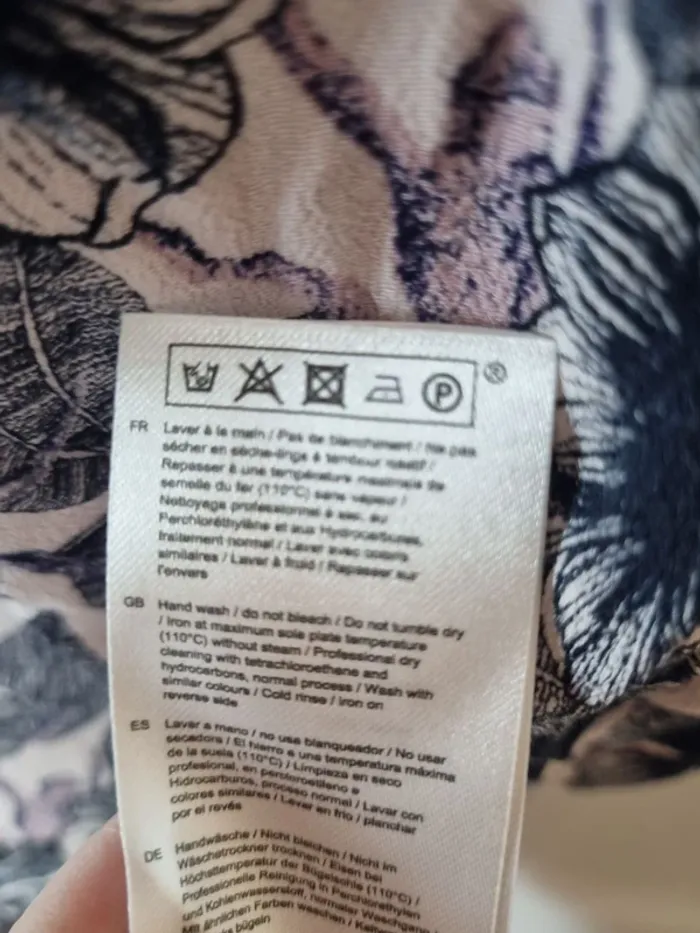 P ®
FR Laver à la main / Pas de blanchiment / Ne pas
sécher en sèche-linge à tambour rotatif /
Repasser à une température maximale de
semelle du fer (110°C) sans vapeur /
Nettoyage professionnel à sec, au
Perchloréthylène et aux Hydrocarbures,
traitement normal / Laver avec coloris
similaires / Laver à froid / Repasser sur
l'envers
GB Hand wash / do not bleach / Do not tumble dry
/ Iron at maximum sole plate temperature
(110°C) without steam / Professional dry
cleaning with tetrachloroethene and
hydrocarbons, normal process / Wash with
similar colours / Cold rinse / Iron on
reverse side
ES Lavar a mano / no use blanqueador / No usar
secadora / El hierro a una temperatura máxima
de la suela (110°C) / Limpieza en seco
profesional, en percloroetileno e
Hidrocarburos, proceso normal / Lavar con
colores similares / Lavar en frío / planchar
por el revés
DE Handwäsche / Nicht bleichen / Nicht im
Wäschetrockner trocknen / Eisen bei
Höchsttemperatur der Bügelsohle (110°C) /
Professionelle Reinigung in Perchlorethylen
und Kohlenwasserstoff, normaler Waschgang
Mit ähnlichen Farben waschen /
bügeln